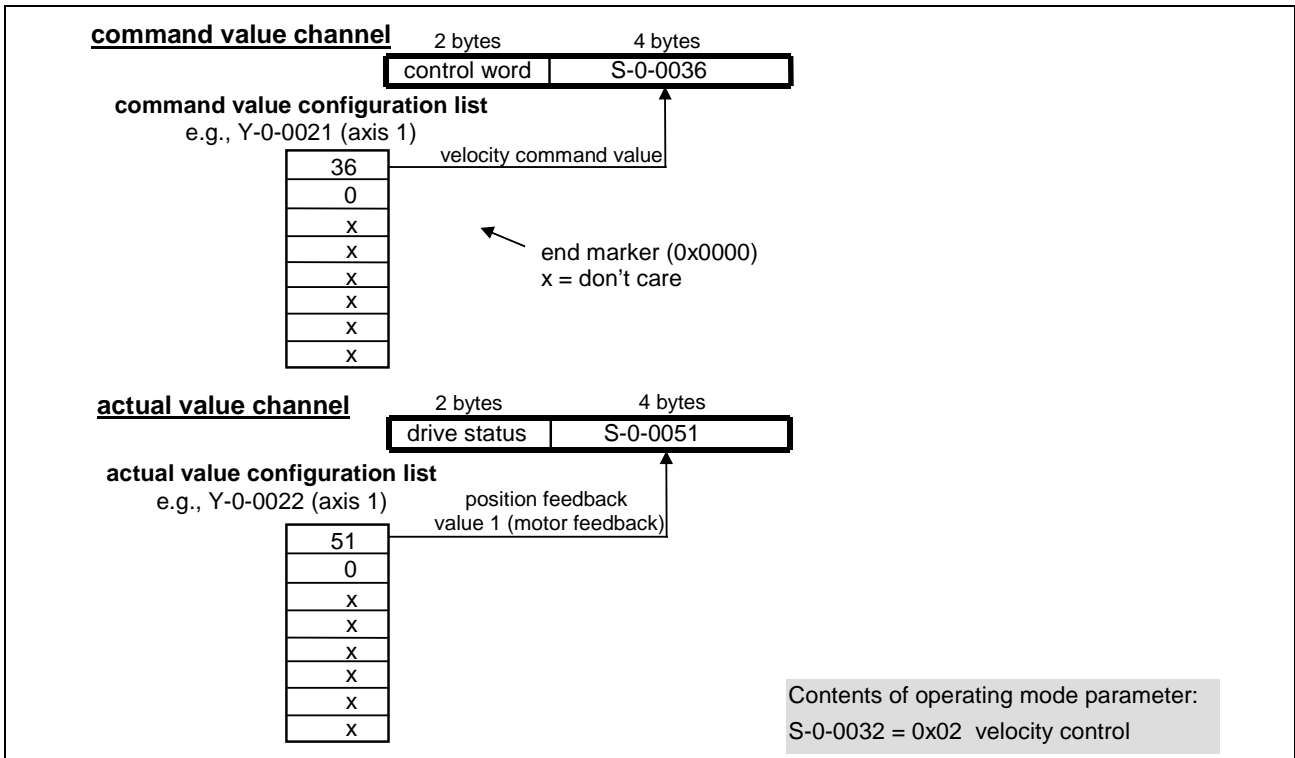 command value channel
2 bytes 4 bytes
control word S-0-0036
command value configuration list
e.g., Y-0-0021 (axis 1)
velocity command value
36
0
x
x
x
x
x
x
end marker (0x0000)
x = don't care
actual value channel
2 bytes 4 bytes
drive status S-0-0051
actual value configuration list
e.g., Y-0-0022 (axis 1)
position feedback
value 1 (motor feedback)
51
0
x
x
x
x
x
x
Contents of operating mode parameter:
S-0-0032 = 0x02 velocity control